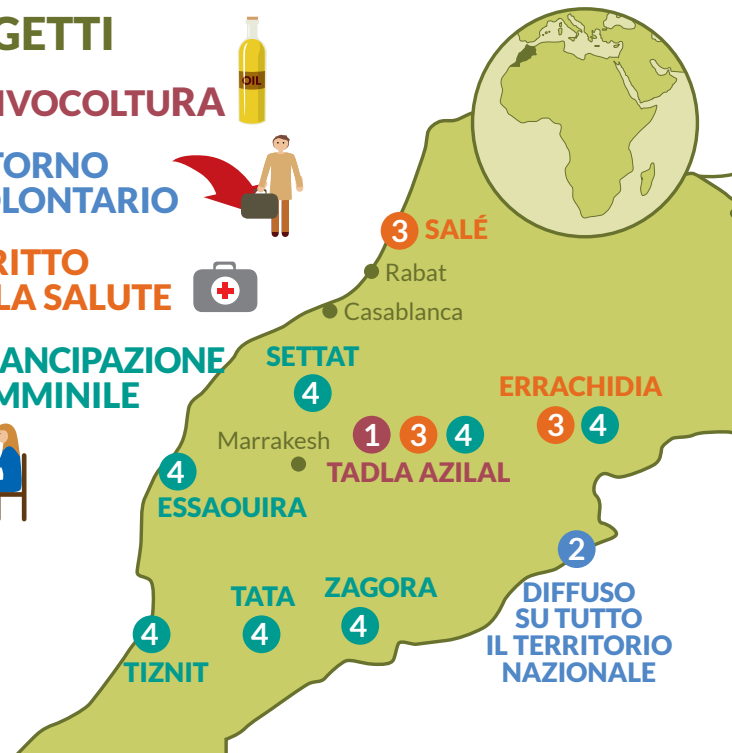 GETTI
IVOCOLTURA
OIL
TORNO
OLONTARIO
RITTO
LA SALUTE
ANCIPAZIONE
MMINILE
3 SALÉ
Rabat
Casablanca
SETTAT
4
ERRACHIDIA
3 4
Marrakesh
1 3 4
TADLA AZILAL
4
ESSAOUIRA
2
DIFFUSO
SU TUTTO
IL TERRITORIO
NAZIONALE
TATA
4
ZAGORA
4
4
TIZNIT